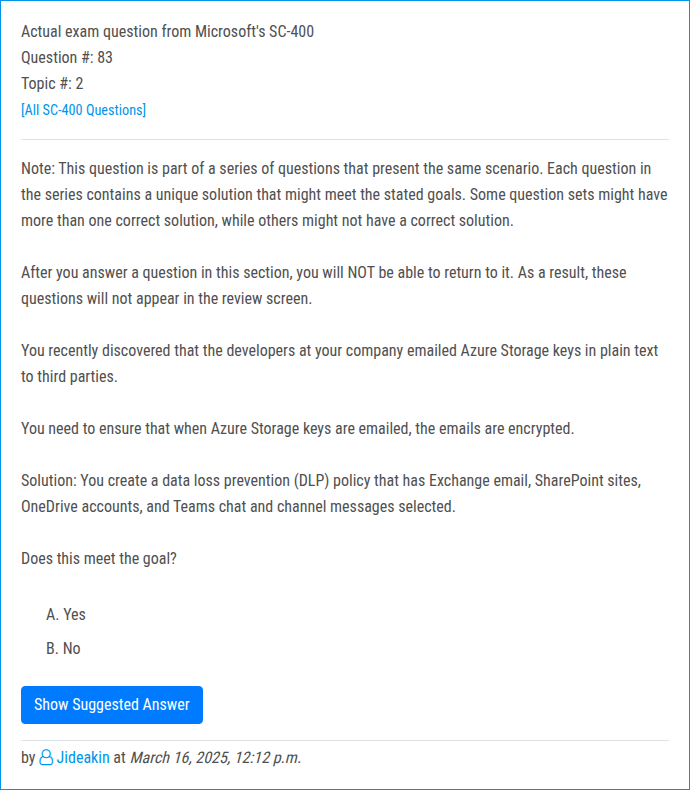 Actual exam question from Microsoft's SC-400
Question #: 83
Topic #: 2
[All SC-400 Questions]
Note: This question is part of a series of questions that present the same scenario. Each question in
the series contains a unique solution that might meet the stated goals. Some question sets might have
more than one correct solution, while others might not have a correct solution.
After you answer a question in this section, you will NOT be able to return to it. As a result, these
questions will not appear in the review screen.
You recently discovered that the developers at your company emailed Azure Storage keys in plain text
to third parties.
You need to ensure that when Azure Storage keys are emailed, the emails are encrypted.
Solution: You create a data loss prevention (DLP) policy that has Exchange email, SharePoint sites,
OneDrive accounts, and Teams chat and channel messages selected.
Does this meet the goal?
A. Yes
B. No
Show Suggested Answer
by Jideakin at March 16, 2025, 12:12 p.m.